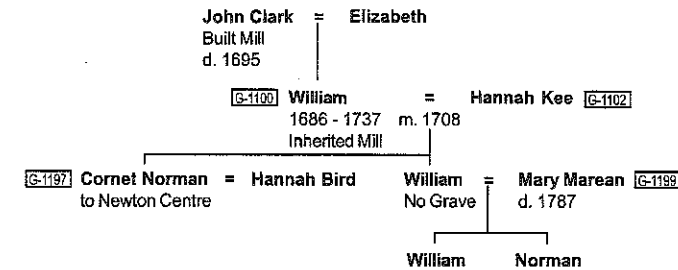 John Clark = Elizabeth
Built Mill
d. 1695
G-1100 William = Hannah Kee G-1102
1686 - 1737 m. 1708
Inherited Mill
G-1197 Cornet Norman = Hannah Bird William = Mary Marean G-1199
to Newton Centre No Grave d. 1787
William Norman